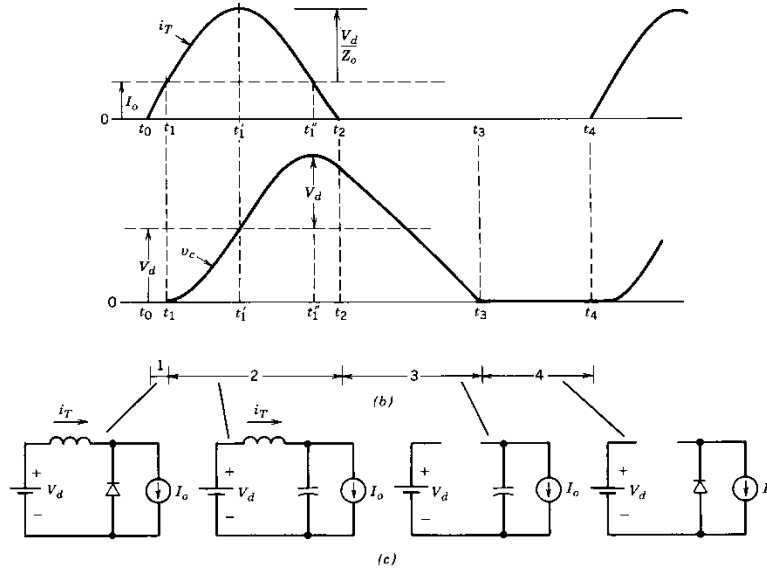 i_T
V_d
Z_o
I_o
0
t_0 t_1 t_1' t_1'' t_2 t_3 t_4
V_d
v_c
V_d
0
t_0 t_1 t_1' t_1'' t_2 t_3 t_4
1 2 3 4
(b)
i_T i_T
+ + + +
V_d I_o V_d I_o V_d I_o V_d I
− − − −
(c)